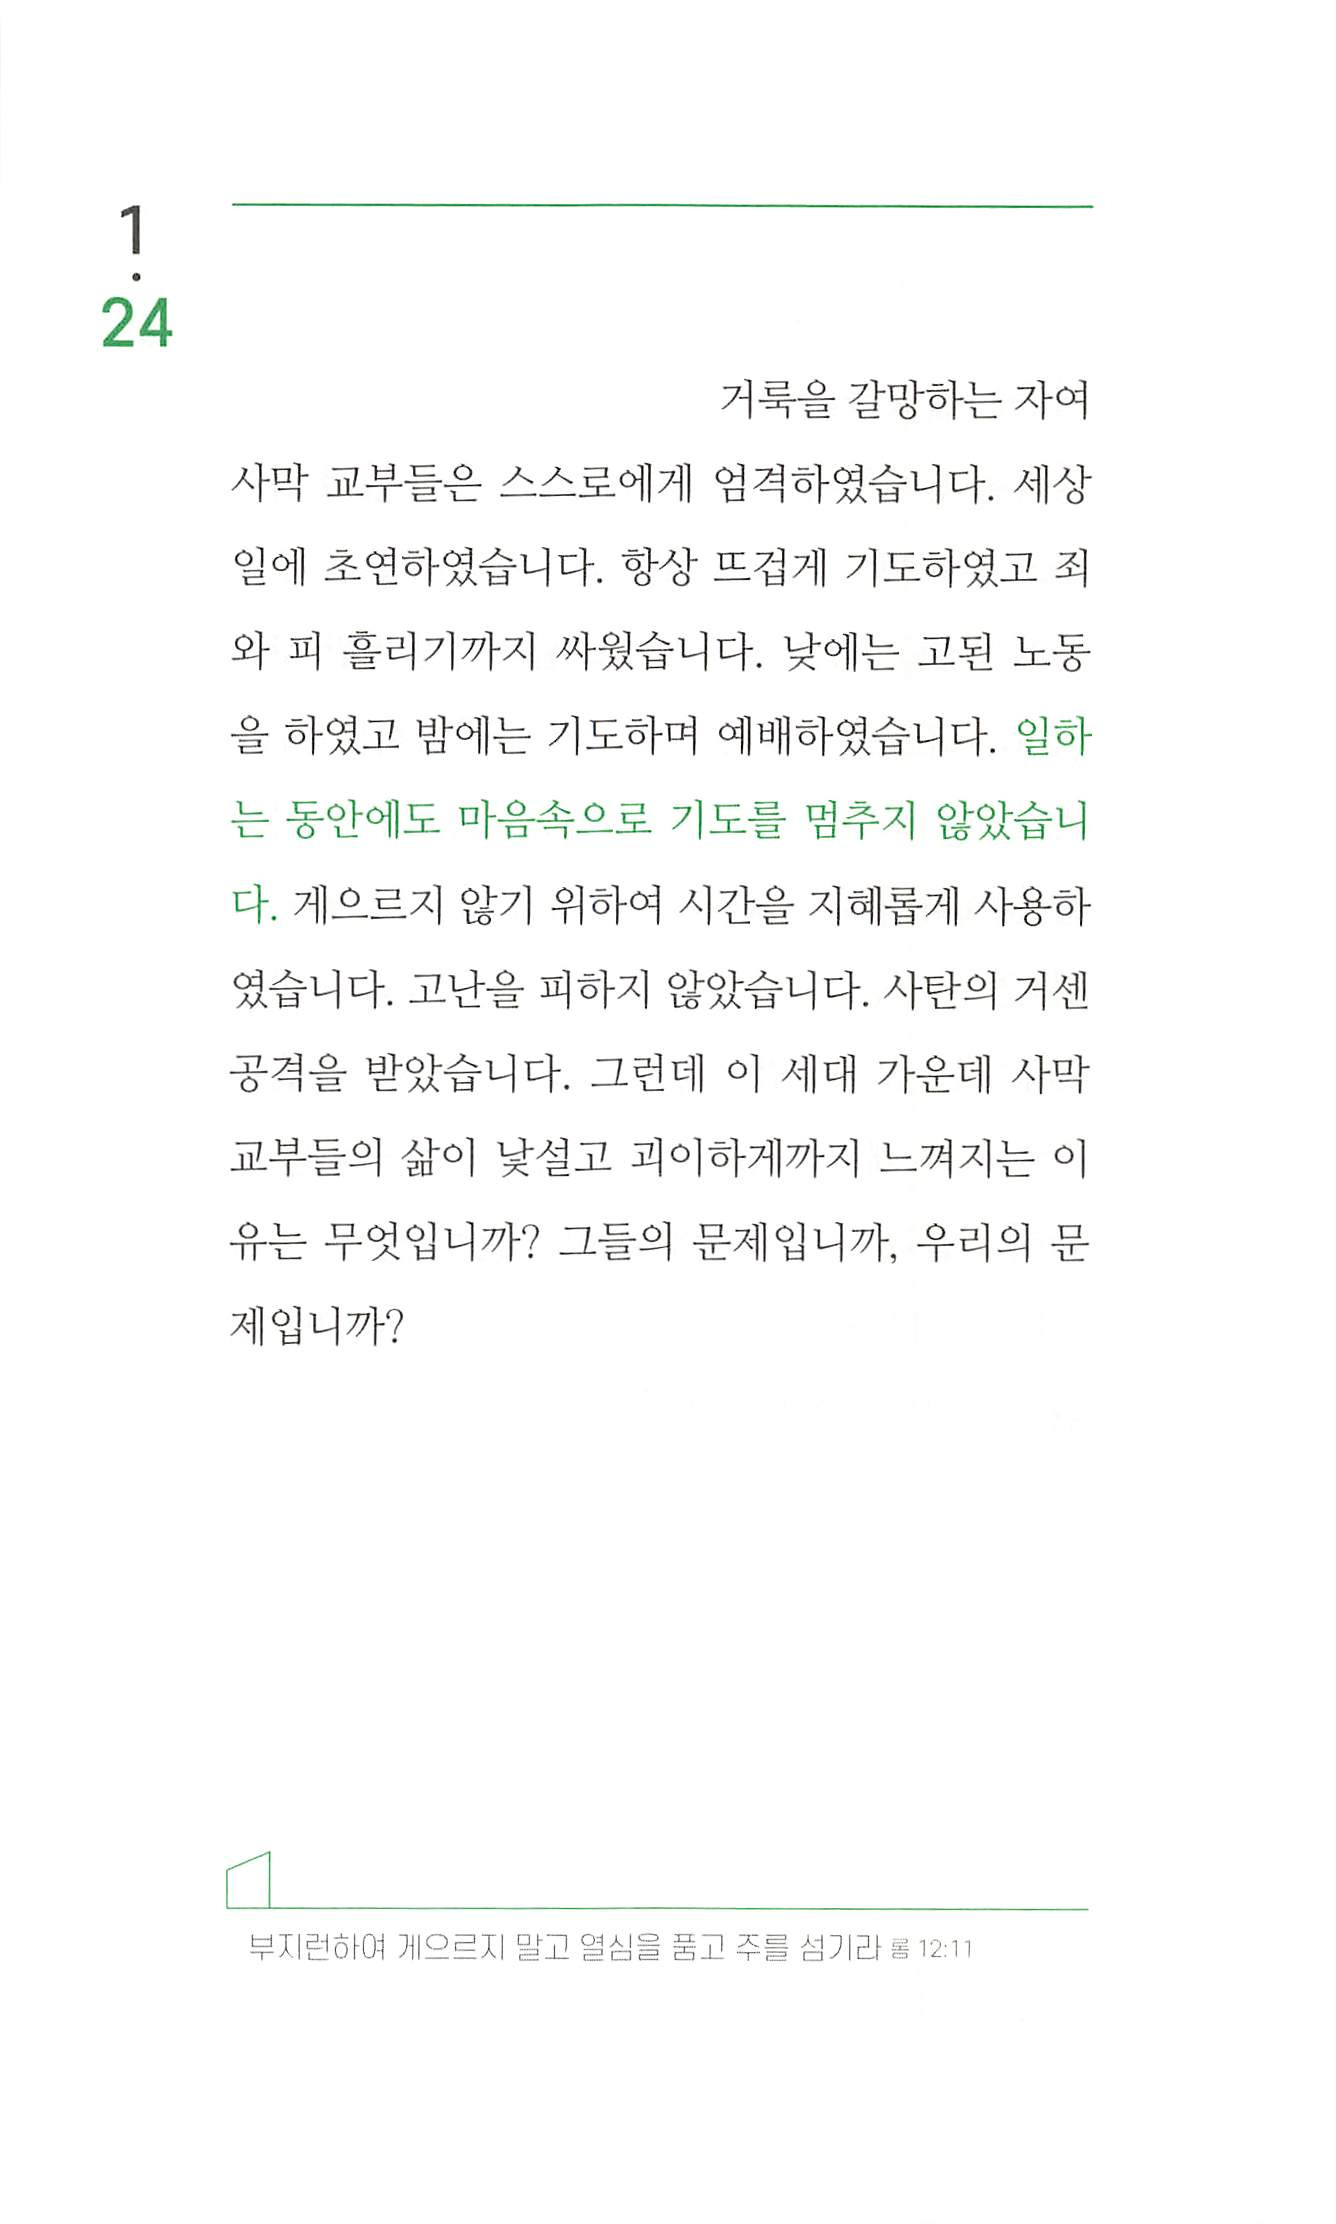 1
.
24
거룩을 갈망하는 자여
사막 교부들은 스스로에게 엄격하였습니다. 세상
일에 초연하였습니다. 항상 뜨겁게 기도하였고 죄
와 피 흘리기까지 싸웠습니다. 낮에는 고된 노동
을 하였고 밤에는 기도하며 예배하였습니다. 일하
는 동안에도 마음속으로 기도를 멈추지 않았습니
다. 게으르지 않기 위하여 시간을 지혜롭게 사용하
였습니다. 고난을 피하지 않았습니다. 사탄의 거센
공격을 받았습니다. 그런데 이 세대 가운데 사막
교부들의 삶이 낯설고 괴이하게까지 느껴지는 이
유는 무엇입니까? 그들의 문제입니까, 우리의 문
제입니까?
부지런하여 게으르지 말고 열심을 품고 주를 섬기라 롬 12:11